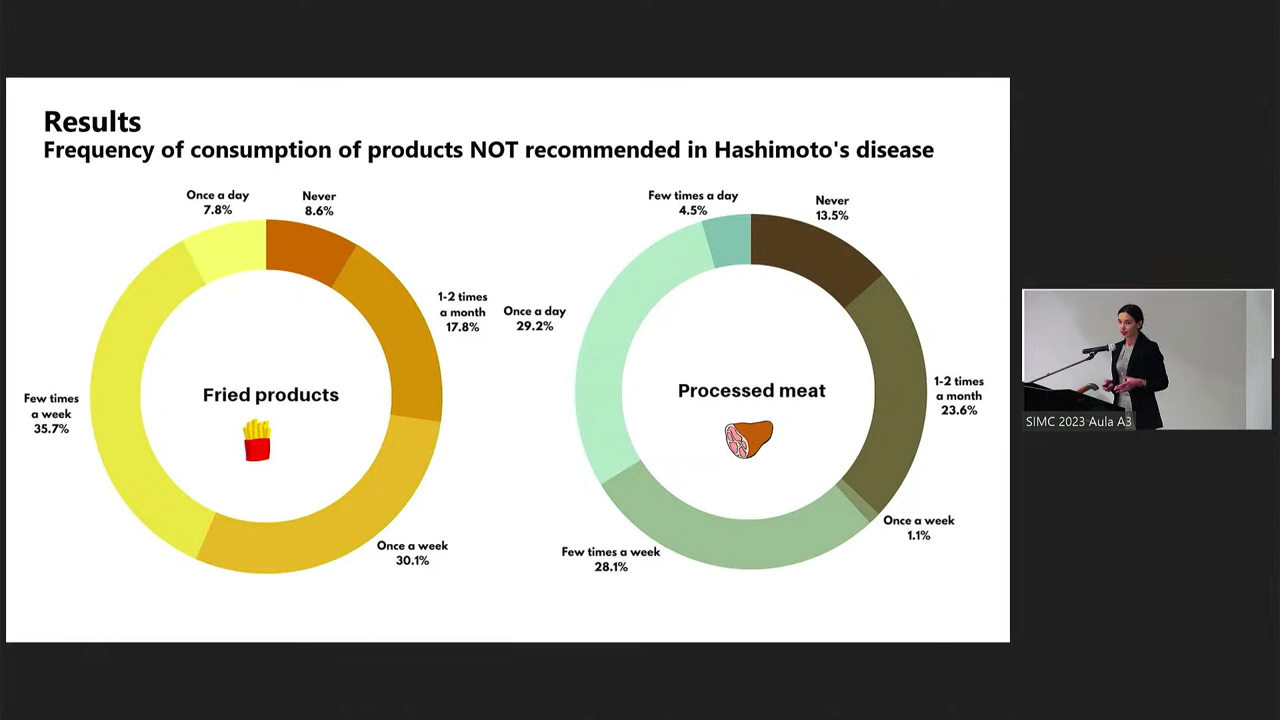 Results
Frequency of consumption of products NOT recommended in Hashimoto's disease
Once a day
7.8%
Never
8.6%
1-2 times
a month
17.8%
Few times
a week
35.7%
Fried products
Once a week
30.1%
Few times a day
4.5%
Never
13.5%
Once a day
29.2%
Processed meat
1-2 times
a month
23.6%
Once a week
1.1%
Few times a week
28.1%
SIMC 2023 Aula A3